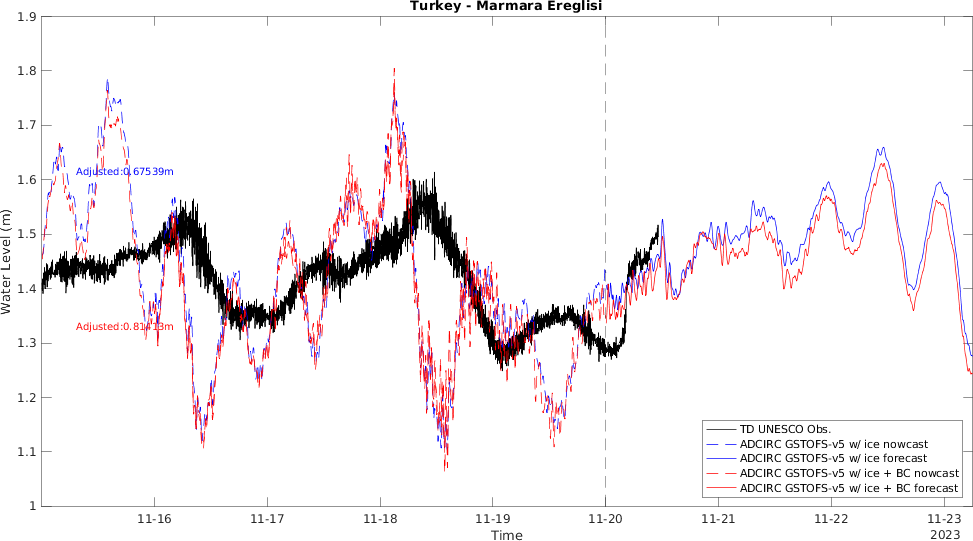 Turkey - Marmara Ereglisi
1.9
1.8
1.7
1.6
1.5
1.4
1.3
1.2
1.1
1
Water Level (m)
Adjusted:0.67539m
Adjusted:0.81413m
TD UNESCO Obs.
ADCIRC GSTOFS-v5 w/ ice nowcast
ADCIRC GSTOFS-v5 w/ ice forecast
ADCIRC GSTOFS-v5 w/ ice + BC nowcast
ADCIRC GSTOFS-v5 w/ ice + BC forecast
11-16 11-17 11-18 11-19 11-20 11-21 11-22 11-23
Time
2023